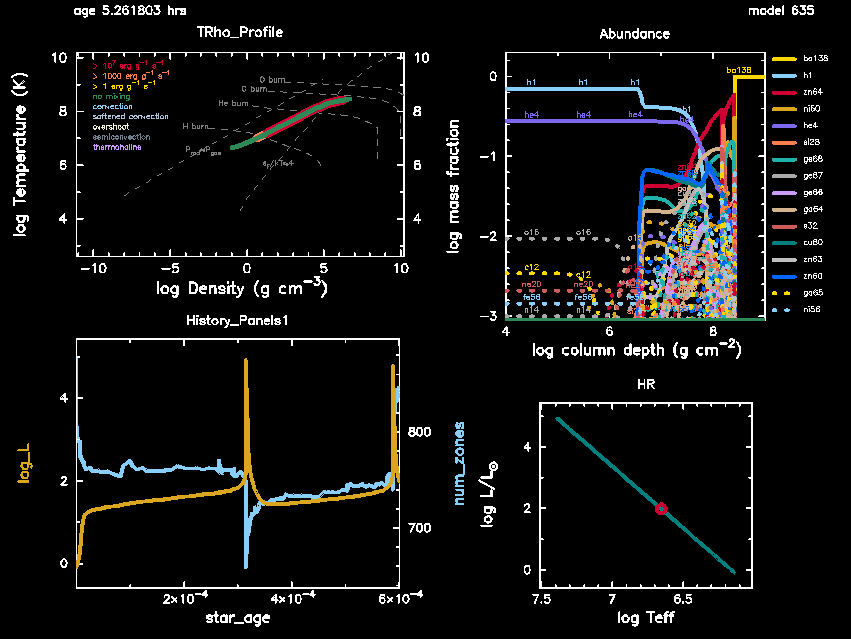 age 5.261803 hrs
model 635
TRho_Profile
log Temperature (K)
10
8
6
4
> 10⁷ erg g⁻¹ s⁻¹
> 1000 erg g⁻¹ s⁻¹
> 1 erg g⁻¹ s⁻¹
no mixing
convection
softened convection
overshoot
semiconvection
thermohaline
O burn
C burn
He burn
H burn
10
8
6
4
−10
−5
0
5
10
log Density (g cm⁻³)
Abundance
log mass fraction
0
−1
−2
−3
ba138
h1
h1
h1
h1
he4
he4
he4
he4
o16
o16
c12
c12
ne20
ne20
fe56
fe56
n14
n14
4
6
8
log column depth (g cm⁻²)
ba138
h1
zn64
ni60
he4
si28
ge68
ge67
ge66
ga64
s32
cu60
zn63
zn60
ga65
ni56
History_Panels1
log_L
4
2
0
800
700
num_zones
2×10⁻⁴
4×10⁻⁴
6×10⁻⁴
star_age
HR
log L/L☉
4
2
0
7.5
7
6.5
log Teff